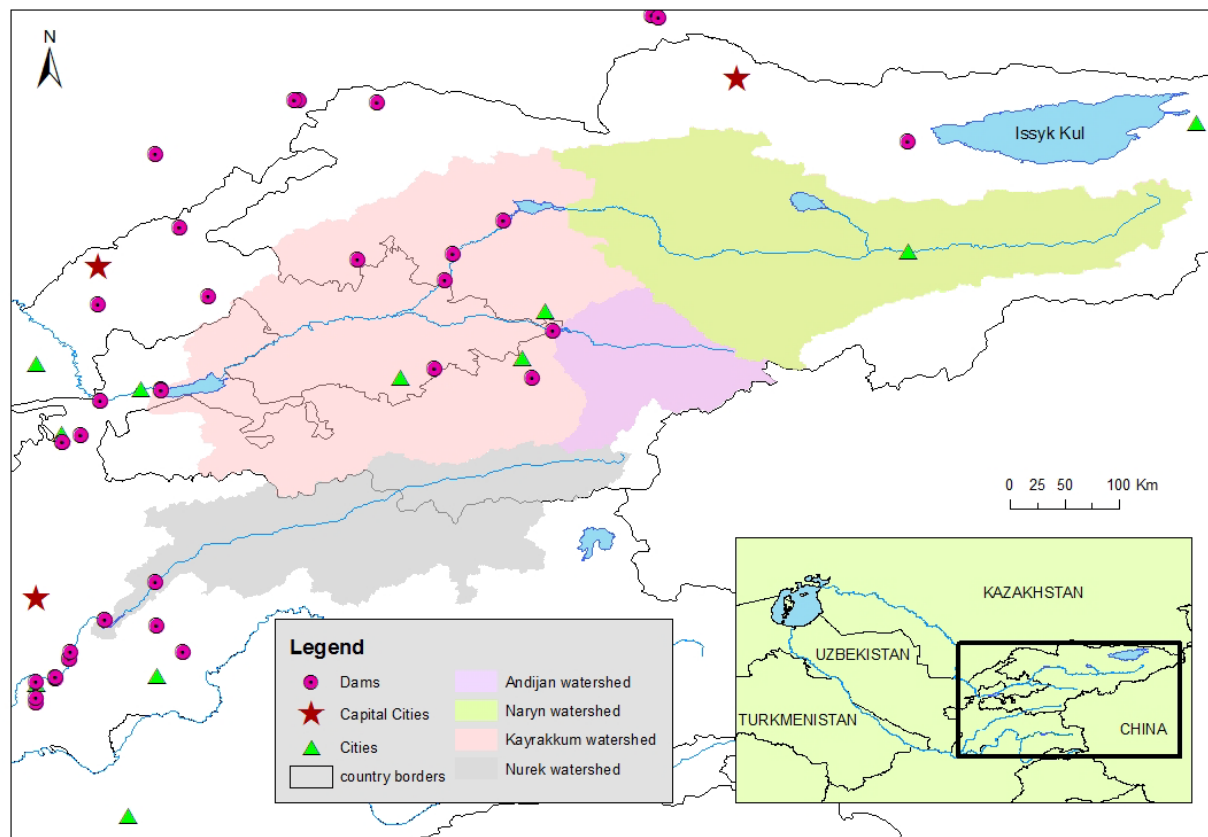 N
Issyk Kul
0 25 50 100 Km
Legend
Dams
Capital Cities
Cities
country borders
Andijan watershed
Naryn watershed
Kayrakkum watershed
Nurek watershed
KAZAKHSTAN
UZBEKISTAN
TURKMENISTAN
CHINA